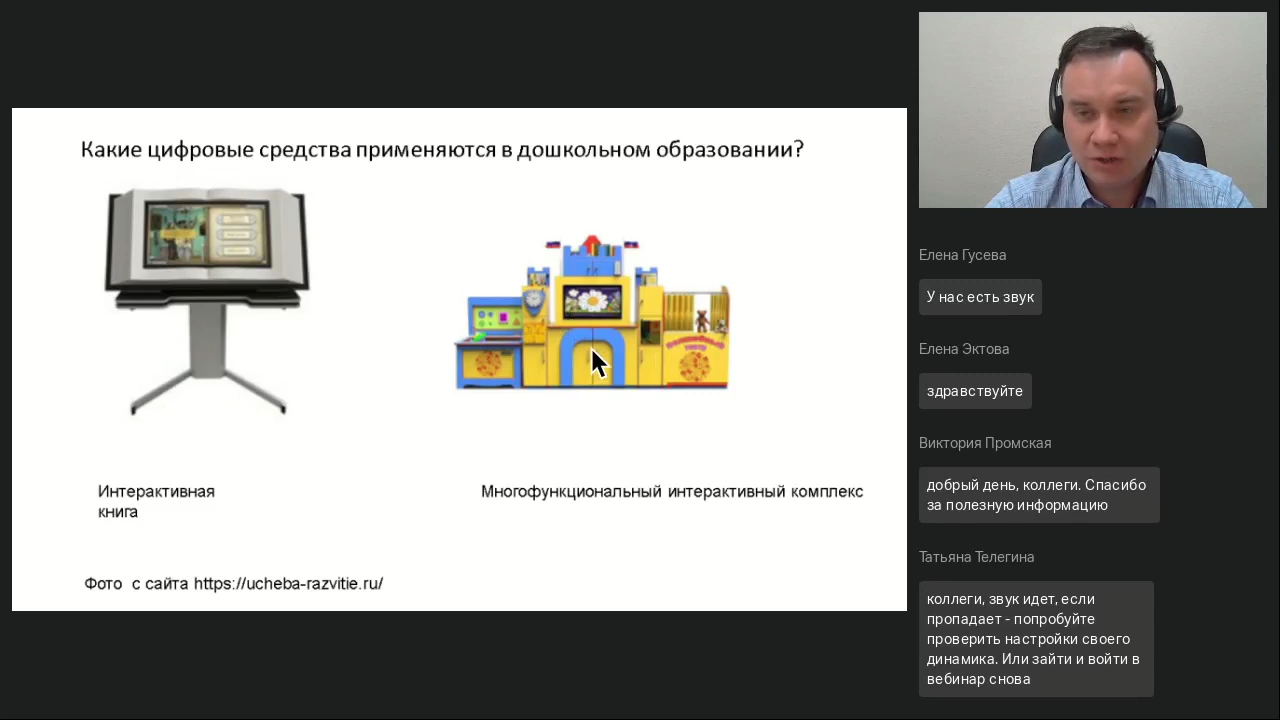 Какие цифровые средства применяются в дошкольном образовании?
Интерактивная
книга
Многофункциональный интерактивный комплекс
Фото с сайта https://ucheba-razvitie.ru/
Елена Гусева
У нас есть звук
Елена Эктова
здравствуйте
Виктория Промская
добрый день, коллеги. Спасибо
за полезную информацию
Татьяна Телегина
коллеги, звук идет, если
пропадает - попробуйте
проверить настройки своего
динамика. Или зайти и войти в
вебинар снова